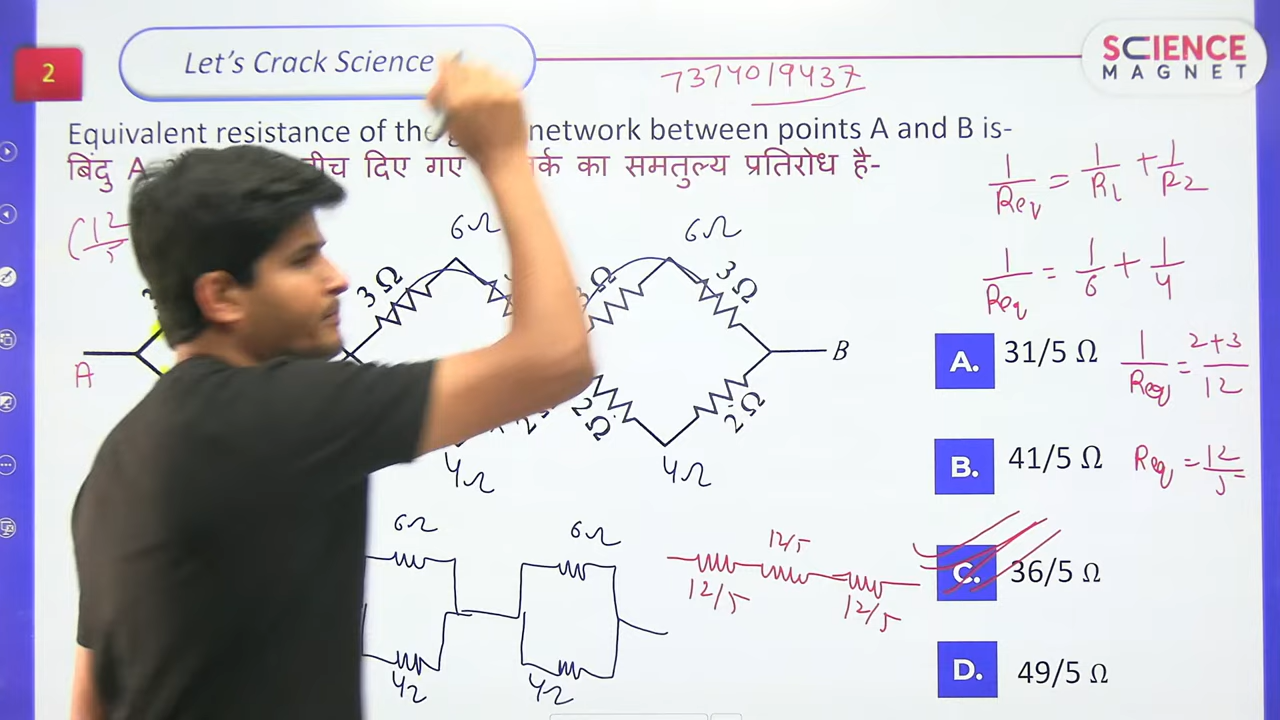 2
Let's Crack Science
SCIENCE
MAGNET
7374019437
Equivalent resistance of the network between points A and B is-
बिंदु A बीच दिए गए का समतुल्य प्रतिरोध है-
1/Req = 1/R1 + 1/R2
(12/5
6Ω
6Ω
1/Req = 1/6 + 1/4
3 Ω
3Ω
3Ω
A
B
A. 31/5 Ω
1/Req = 2+3/12
2Ω
2Ω
4Ω
4Ω
B. 41/5 Ω
Req = 12/5
6Ω
6Ω
12/5
12/5
12/5
C. 36/5 Ω
4Ω
4Ω
D. 49/5 Ω